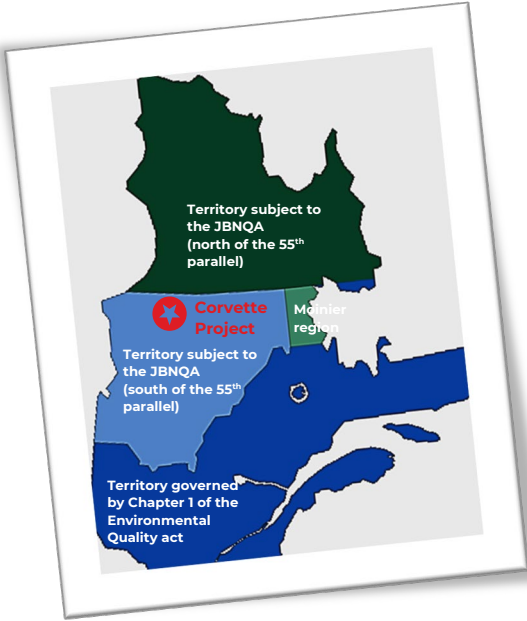 Territory subject to
the JBNQA
(north of the 55th
parallel)
Corvette
Project
Moinier
region
Territory subject to
the JBNQA
(south of the 55th
parallel)
Territory governed
by Chapter 1 of the
Environmental
Quality act